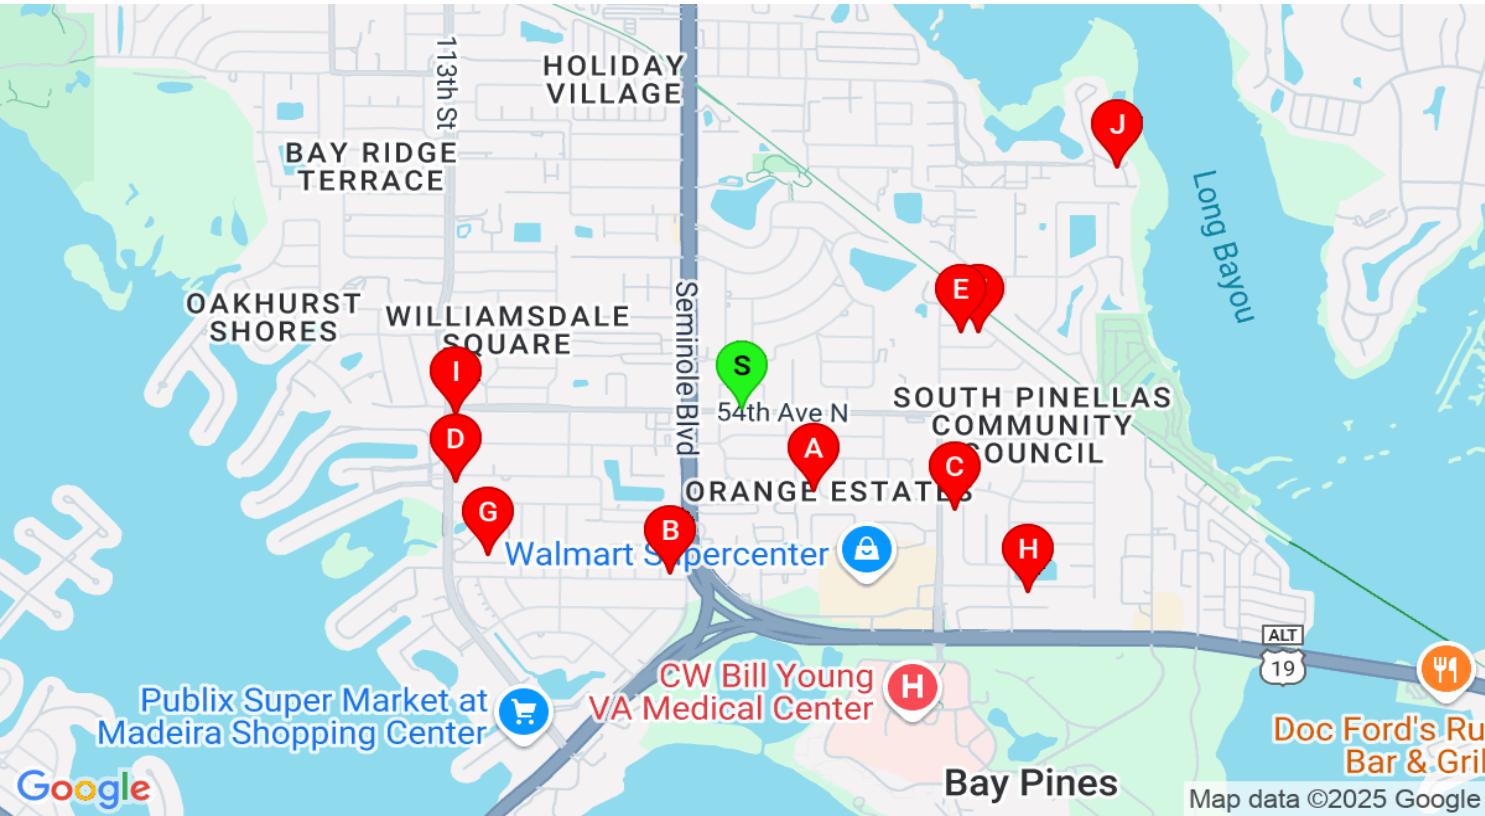 113th St
HOLIDAY
VILLAGE
J
BAY RIDGE
TERRACE
Long Bayou
E
OAKHURST
SHORES
WILLIAMSDALE
SQUARE
Seminole Blvd
I
S
54th Ave N
SOUTH PINELLAS
COMMUNITY
COUNCIL
D
A
C
ORANGE ESTATES
G
B
H
Walmart Supercenter
ALT
19
CW Bill Young
VA Medical Center
H
Publix Super Market at
Madeira Shopping Center
Doc Ford's Ru
Bar & Gril
Bay Pines
Google
Map data ©2025 Google